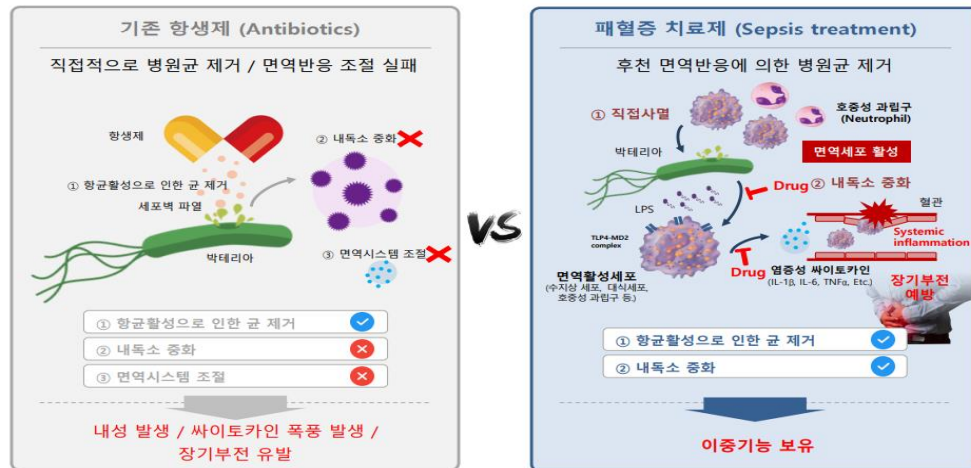 기존 항생제 (Antibiotics)
직접적으로 병원균 제거 / 면역반응 조절 실패
항생제
② 내독소 중화
① 항균활성으로 인한 균 제거
세포벽 파열
박테리아
③ 면역시스템 조절
① 항균활성으로 인한 균 제거
② 내독소 중화
③ 면역시스템 조절
내성 발생 / 싸이토카인 폭풍 발생 /
장기부전 유발
VS
패혈증 치료제 (Sepsis treatment)
후천 면역반응에 의한 병원균 제거
① 직접사멸
호중성 과립구
(Neutrophil)
박테리아
면역세포 활성
Drug
② 내독소 중화
LPS
혈관
TLP4-MD2
complex
Systemic
inflammation
면역활성세포
(수지상 세포, 대식세포,
호중성 과립구 등.)
Drug
염증성 싸이토카인
(IL-1β, IL-6, TNFα, Etc.)
장기부전
예방
① 항균활성으로 인한 균 제거
② 내독소 중화
이중기능 보유